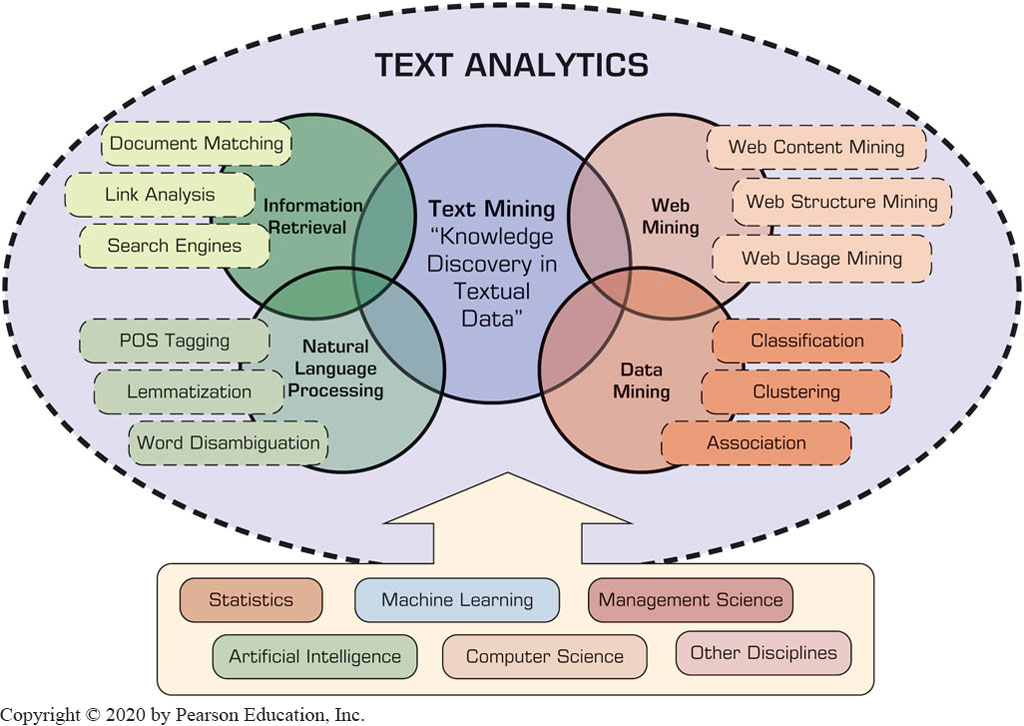 TEXT ANALYTICS
Document Matching
Link Analysis
Search Engines
Information
Retrieval
Text Mining
“Knowledge
Discovery in
Textual
Data”
Web
Mining
Web Content Mining
Web Structure Mining
Web Usage Mining
POS Tagging
Lemmatization
Word Disambiguation
Natural
Language
Processing
Data
Mining
Classification
Clustering
Association
Statistics
Machine Learning
Management Science
Artificial Intelligence
Computer Science
Other Disciplines
Copyright © 2020 by Pearson Education, Inc.